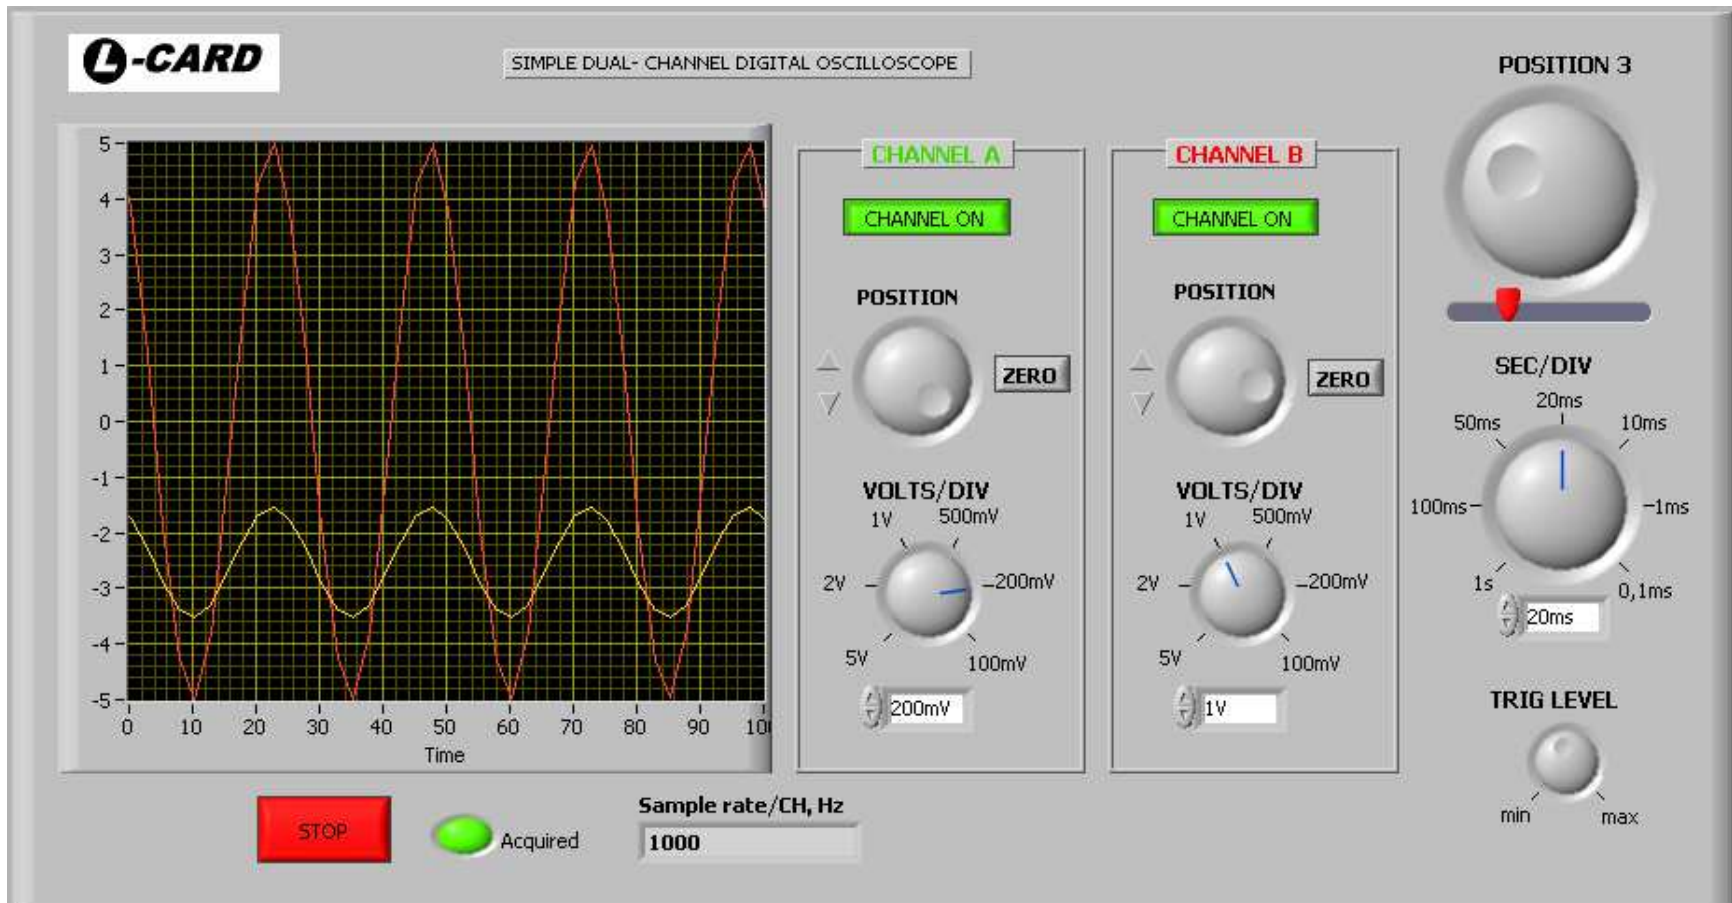 L-CARD
SIMPLE DUAL- CHANNEL DIGITAL OSCILLOSCOPE
5
4
3
2
1
0
-1
-2
-3
-4
-5
0 10 20 30 40 50 60 70 80 90 10
Time
CHANNEL A
CHANNEL ON
POSITION
ZERO
VOLTS/DIV
1V 500mV
2V 200mV
5V 100mV
200mV
CHANNEL B
CHANNEL ON
POSITION
ZERO
VOLTS/DIV
1V 500mV
2V 200mV
5V 100mV
1V
POSITION 3
SEC/DIV
20ms
50ms 10ms
100ms 1ms
1s 0,1ms
20ms
TRIG LEVEL
min max
STOP
Acquired
Sample rate/CH, Hz
1000